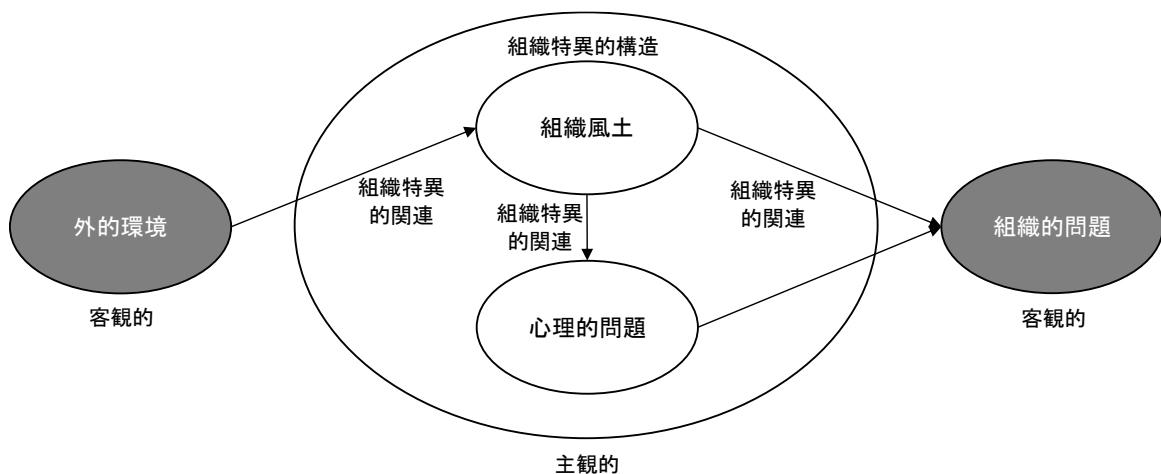 組織特異的構造
組織風土
組織特異
的関連
組織特異
的関連
組織特異
的関連
外的環境
組織的問題
客観的
心理的問題
客観的
主観的